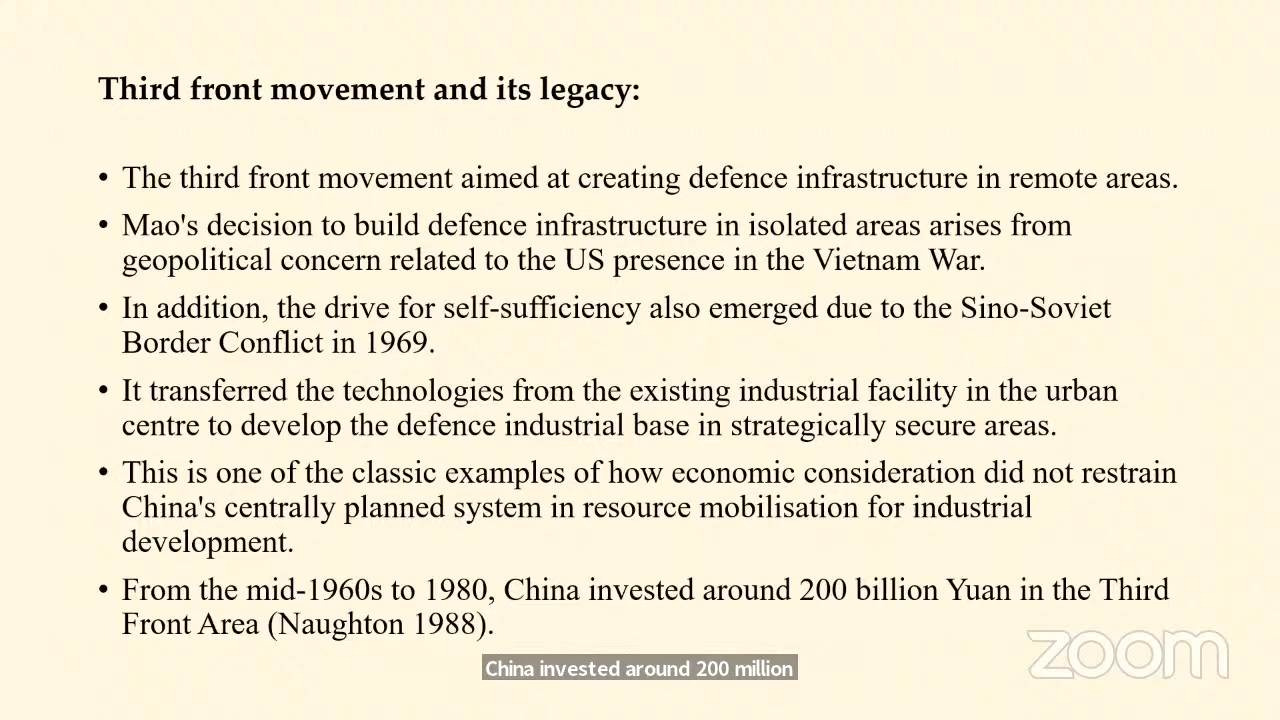 Third front movement and its legacy:
• The third front movement aimed at creating defence infrastructure in remote areas.
• Mao's decision to build defence infrastructure in isolated areas arises from
geopolitical concern related to the US presence in the Vietnam War.
• In addition, the drive for self-sufficiency also emerged due to the Sino-Soviet
Border Conflict in 1969.
• It transferred the technologies from the existing industrial facility in the urban
centre to develop the defence industrial base in strategically secure areas.
• This is one of the classic examples of how economic consideration did not restrain
China's centrally planned system in resource mobilisation for industrial
development.
• From the mid-1960s to 1980, China invested around 200 billion Yuan in the Third
Front Area (Naughton 1988).
zoom
China invested around 200 million